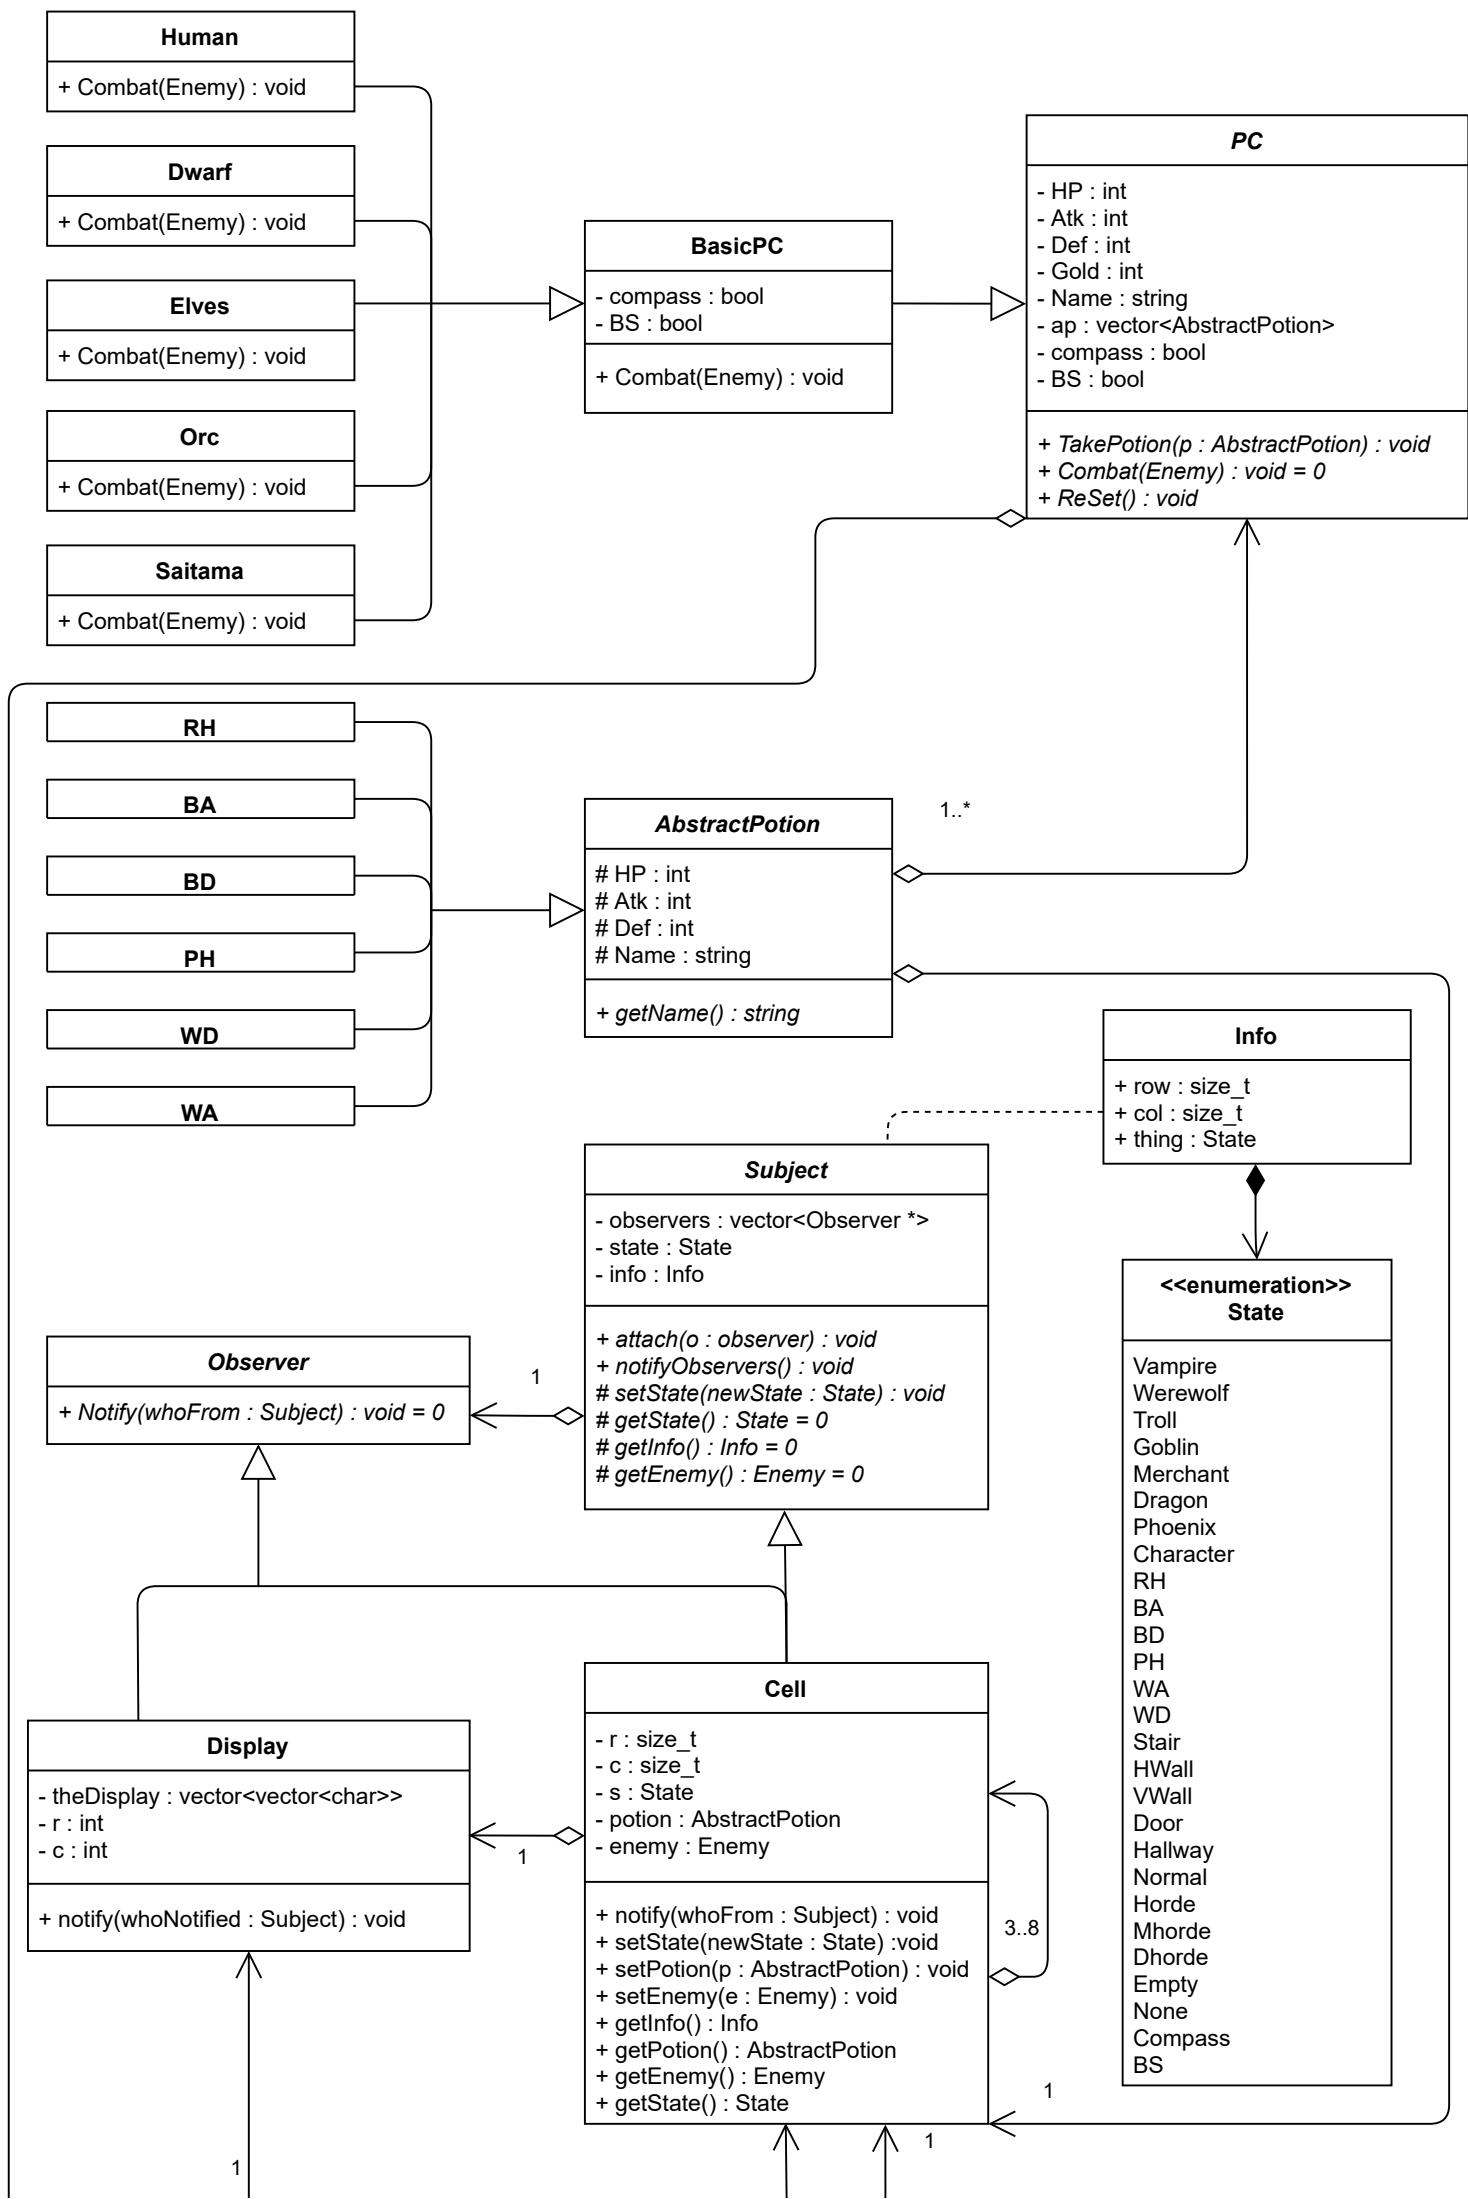 Human
+ Combat(Enemy) : void
Dwarf
+ Combat(Enemy) : void
Elves
+ Combat(Enemy) : void
Orc
+ Combat(Enemy) : void
Saitama
+ Combat(Enemy) : void
BasicPC
- compass : bool
- BS : bool
+ Combat(Enemy) : void
PC
- HP : int
- Atk : int
- Def : int
- Gold : int
- Name : string
- ap : vector<AbstractPotion>
- compass : bool
- BS : bool
+ TakePotion(p : AbstractPotion) : void
+ Combat(Enemy) : void = 0
+ ReSet() : void
RH
BA
BD
PH
WD
WA
AbstractPotion
# HP : int
# Atk : int
# Def : int
# Name : string
+ getName() : string
1..*
Info
+ row : size_t
+ col : size_t
+ thing : State
Subject
- observers : vector<Observer *>
- state : State
- info : Info
+ attach(o : observer) : void
+ notifyObservers() : void
# setState(newState : State) : void
# getState() : State = 0
# getInfo() : Info = 0
# getEnemy() : Enemy = 0
Observer
+ Notify(whoFrom : Subject) : void = 0
1
<<enumeration>>
State
Vampire
Werewolf
Troll
Goblin
Merchant
Dragon
Phoenix
Character
RH
BA
BD
PH
WA
WD
Stair
HWall
VWall
Door
Hallway
Normal
Horde
Mhorde
Dhorde
Empty
None
Compass
BS
Display
- theDisplay : vector<vector<char>>
- r : int
- c : int
+ notify(whoNotified : Subject) : void
1
Cell
- r : size_t
- c : size_t
- s : State
- potion : AbstractPotion
- enemy : Enemy
+ notify(whoFrom : Subject) : void
+ setState(newState : State) :void
+ setPotion(p : AbstractPotion) : void
+ setEnemy(e : Enemy) : void
+ getInfo() : Info
+ getPotion() : AbstractPotion
+ getEnemy() : Enemy
+ getState() : State
3..8
1
1
1